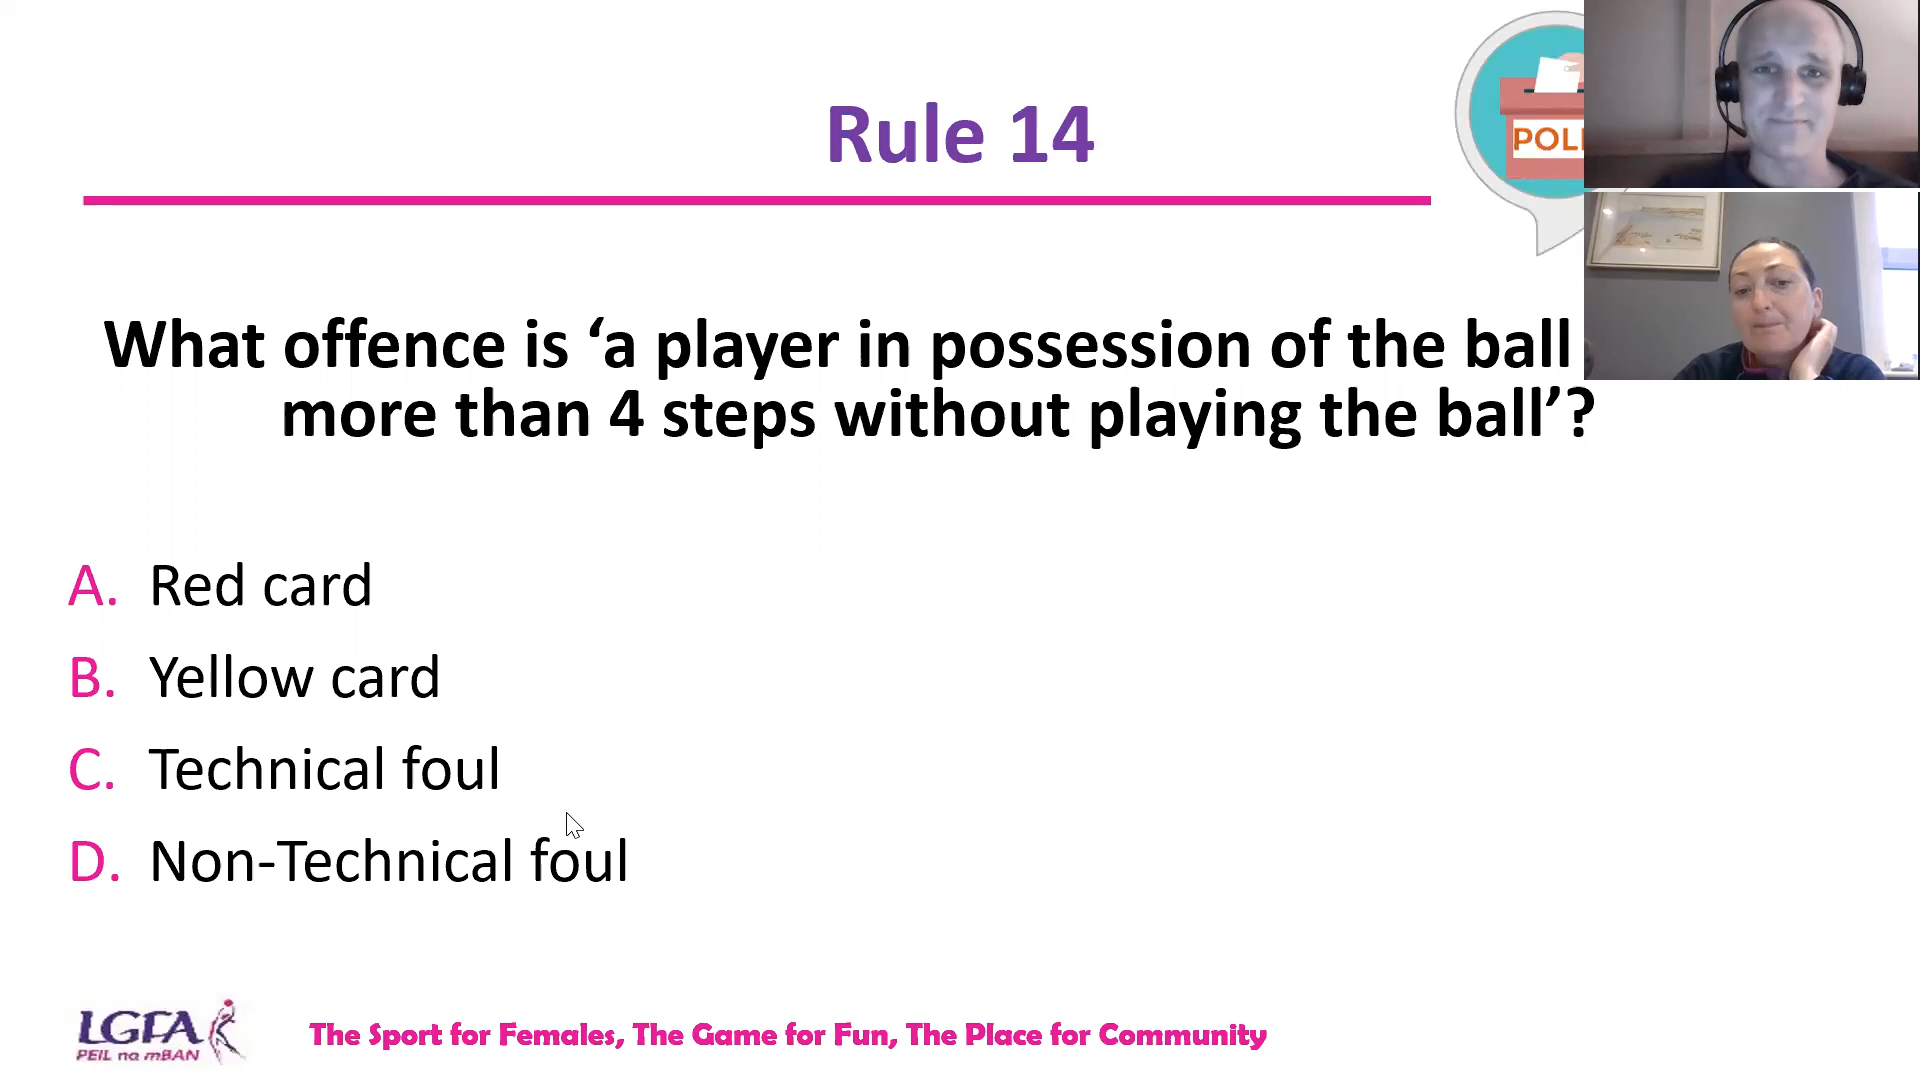 Rule 14
POLL
What offence is ‘a player in possession of the ball
more than 4 steps without playing the ball’?
A. Red card
B. Yellow card
C. Technical foul
D. Non-Technical foul
LGFA
PEIL na mBAN
The Sport for Females, The Game for Fun, The Place for Community